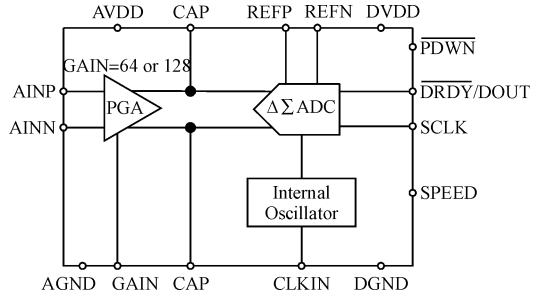 AVDD CAP REFP REFN DVDD
PDWN
GAIN=64 or 128
AINP PGA ΔΣ ADC DRDY/DOUT
AINN SCLK
Internal
Oscillator
SPEED
AGND GAIN CAP CLKIN DGND